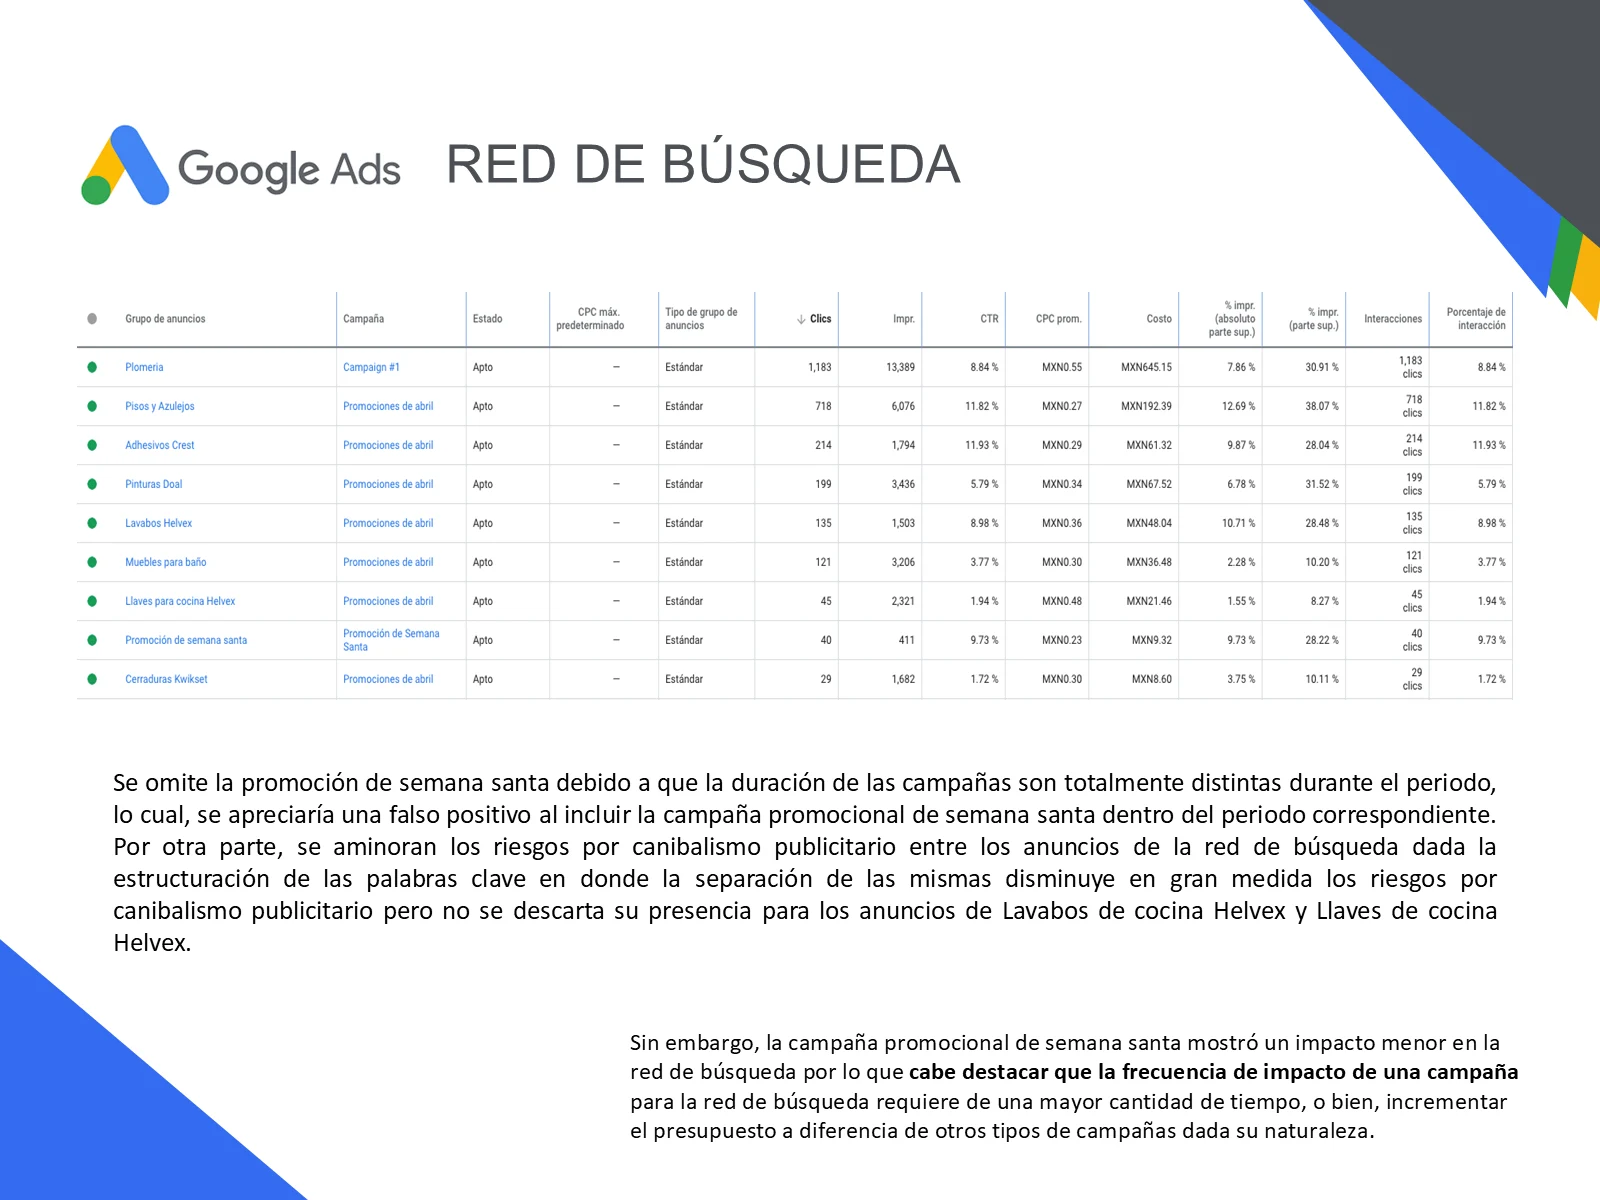 Google Ads RED DE BÚSQUEDA
Grupo de anuncios Campaña Estado CPC máx. predeterminado Tipo de grupo de anuncios Clics Impr. CTR CPC prom. Costo % impr. (absoluto parte sup.) % impr. (parte sup.) Interacciones Porcentaje de interacción
Plomeria Campaign #1 Apto — Estándar 1,183 13,389 8.84 % MXN0.55 MXN645.15 7.86 % 30.91 % 1,183 clics 8.84 %
Pisos y Azulejos Promociones de abril Apto — Estándar 718 6,076 11.82 % MXN0.27 MXN192.39 12.69 % 38.07 % 718 clics 11.82 %
Adhesivos Crest Promociones de abril Apto — Estándar 214 1,794 11.93 % MXN0.29 MXN61.32 9.87 % 28.04 % 214 clics 11.93 %
Pinturas Doal Promociones de abril Apto — Estándar 199 3,436 5.79 % MXN0.34 MXN67.52 6.78 % 31.52 % 199 clics 5.79 %
Lavabos Helvex Promociones de abril Apto — Estándar 135 1,503 8.98 % MXN0.36 MXN48.04 10.71 % 28.48 % 135 clics 8.98 %
Muebles para baño Promociones de abril Apto — Estándar 121 3,206 3.77 % MXN0.30 MXN36.48 2.28 % 10.20 % 121 clics 3.77 %
Llaves para cocina Helvex Promociones de abril Apto — Estándar 45 2,321 1.94 % MXN0.48 MXN21.46 1.55 % 8.27 % 45 clics 1.94 %
Promoción de semana santa Promoción de Semana Santa Apto — Estándar 40 411 9.73 % MXN0.23 MXN9.32 9.73 % 28.22 % 40 clics 9.73 %
Cerraduras Kwikset Promociones de abril Apto — Estándar 29 1,682 1.72 % MXN0.30 MXN8.60 3.75 % 10.11 % 29 clics 1.72 %
Se omite la promoción de semana santa debido a que la duración de las campañas son totalmente distintas durante el periodo,
lo cual, se apreciaría una falso positivo al incluir la campaña promocional de semana santa dentro del periodo correspondiente.
Por otra parte, se aminoran los riesgos por canibalismo publicitario entre los anuncios de la red de búsqueda dada la
estructuración de las palabras clave en donde la separación de las mismas disminuye en gran medida los riesgos por
canibalismo publicitario pero no se descarta su presencia para los anuncios de Lavabos de cocina Helvex y Llaves de cocina
Helvex.
Sin embargo, la campaña promocional de semana santa mostró un impacto menor en la
red de búsqueda por lo que cabe destacar que la frecuencia de impacto de una campaña
para la red de búsqueda requiere de una mayor cantidad de tiempo, o bien, incrementar
el presupuesto a diferencia de otros tipos de campañas dada su naturaleza.